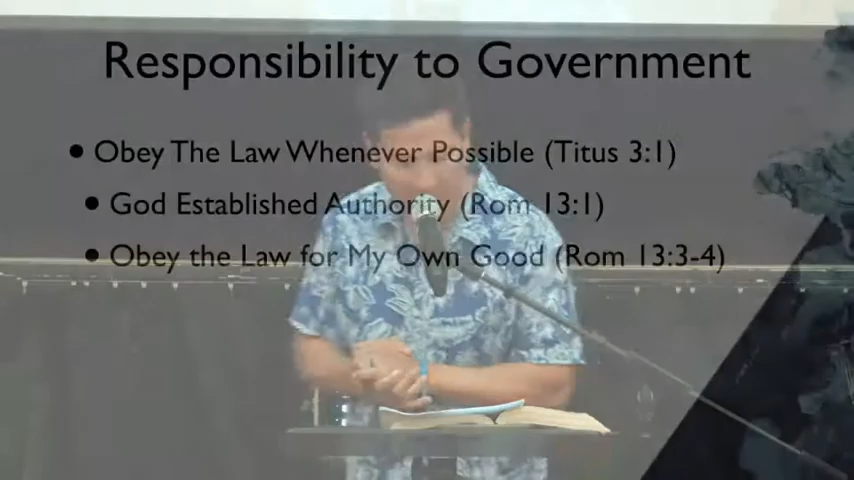 Responsibility to Government
• Obey The Law Whenever Possible (Titus 3:1)
• God Established Authority (Rom 13:1)
• Obey the Law for My Own Good (Rom 13:3-4)